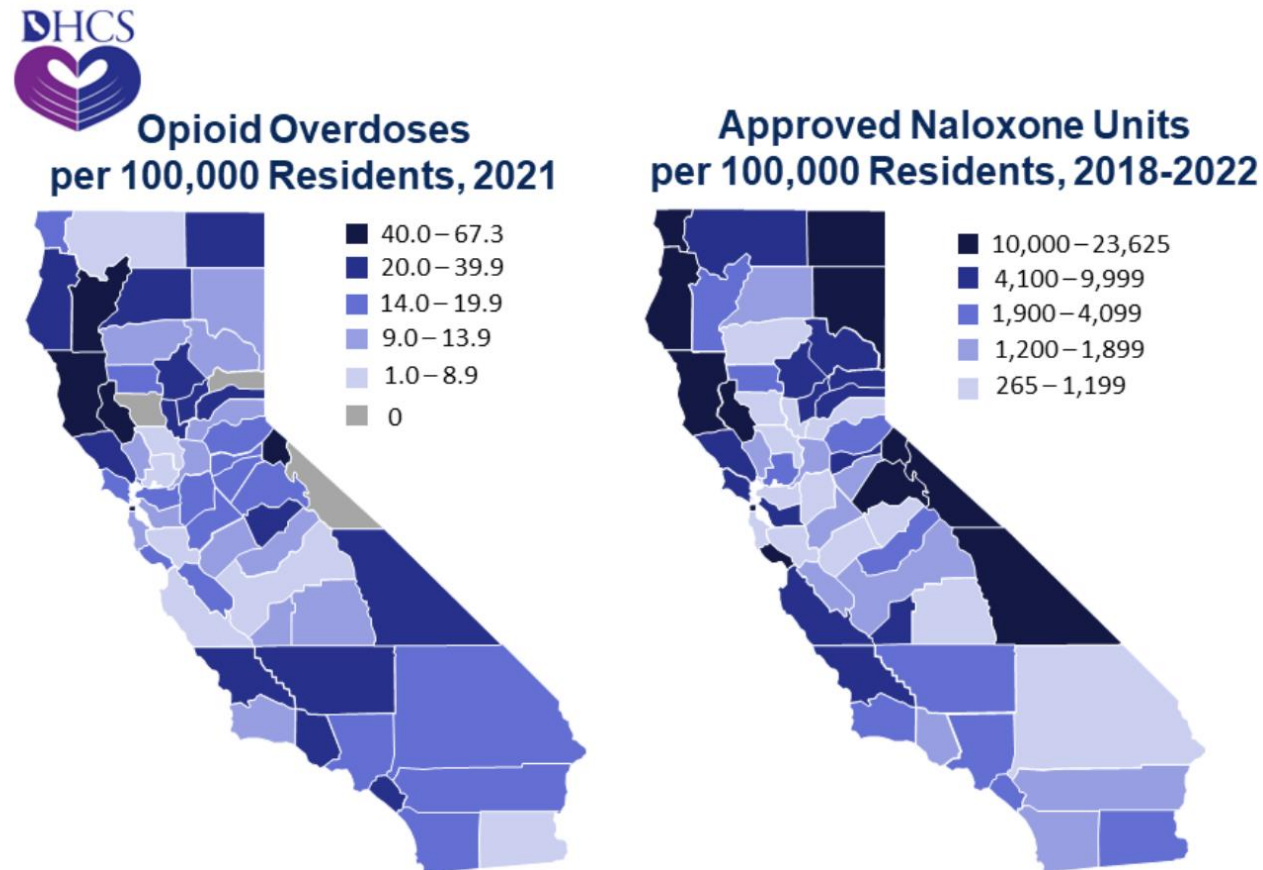 DHCS
Opioid Overdoses
per 100,000 Residents, 2021
40.0–67.3
20.0–39.9
14.0–19.9
9.0–13.9
1.0–8.9
0
Approved Naloxone Units
per 100,000 Residents, 2018-2022
10,000–23,625
4,100–9,999
1,900–4,099
1,200–1,899
265–1,199